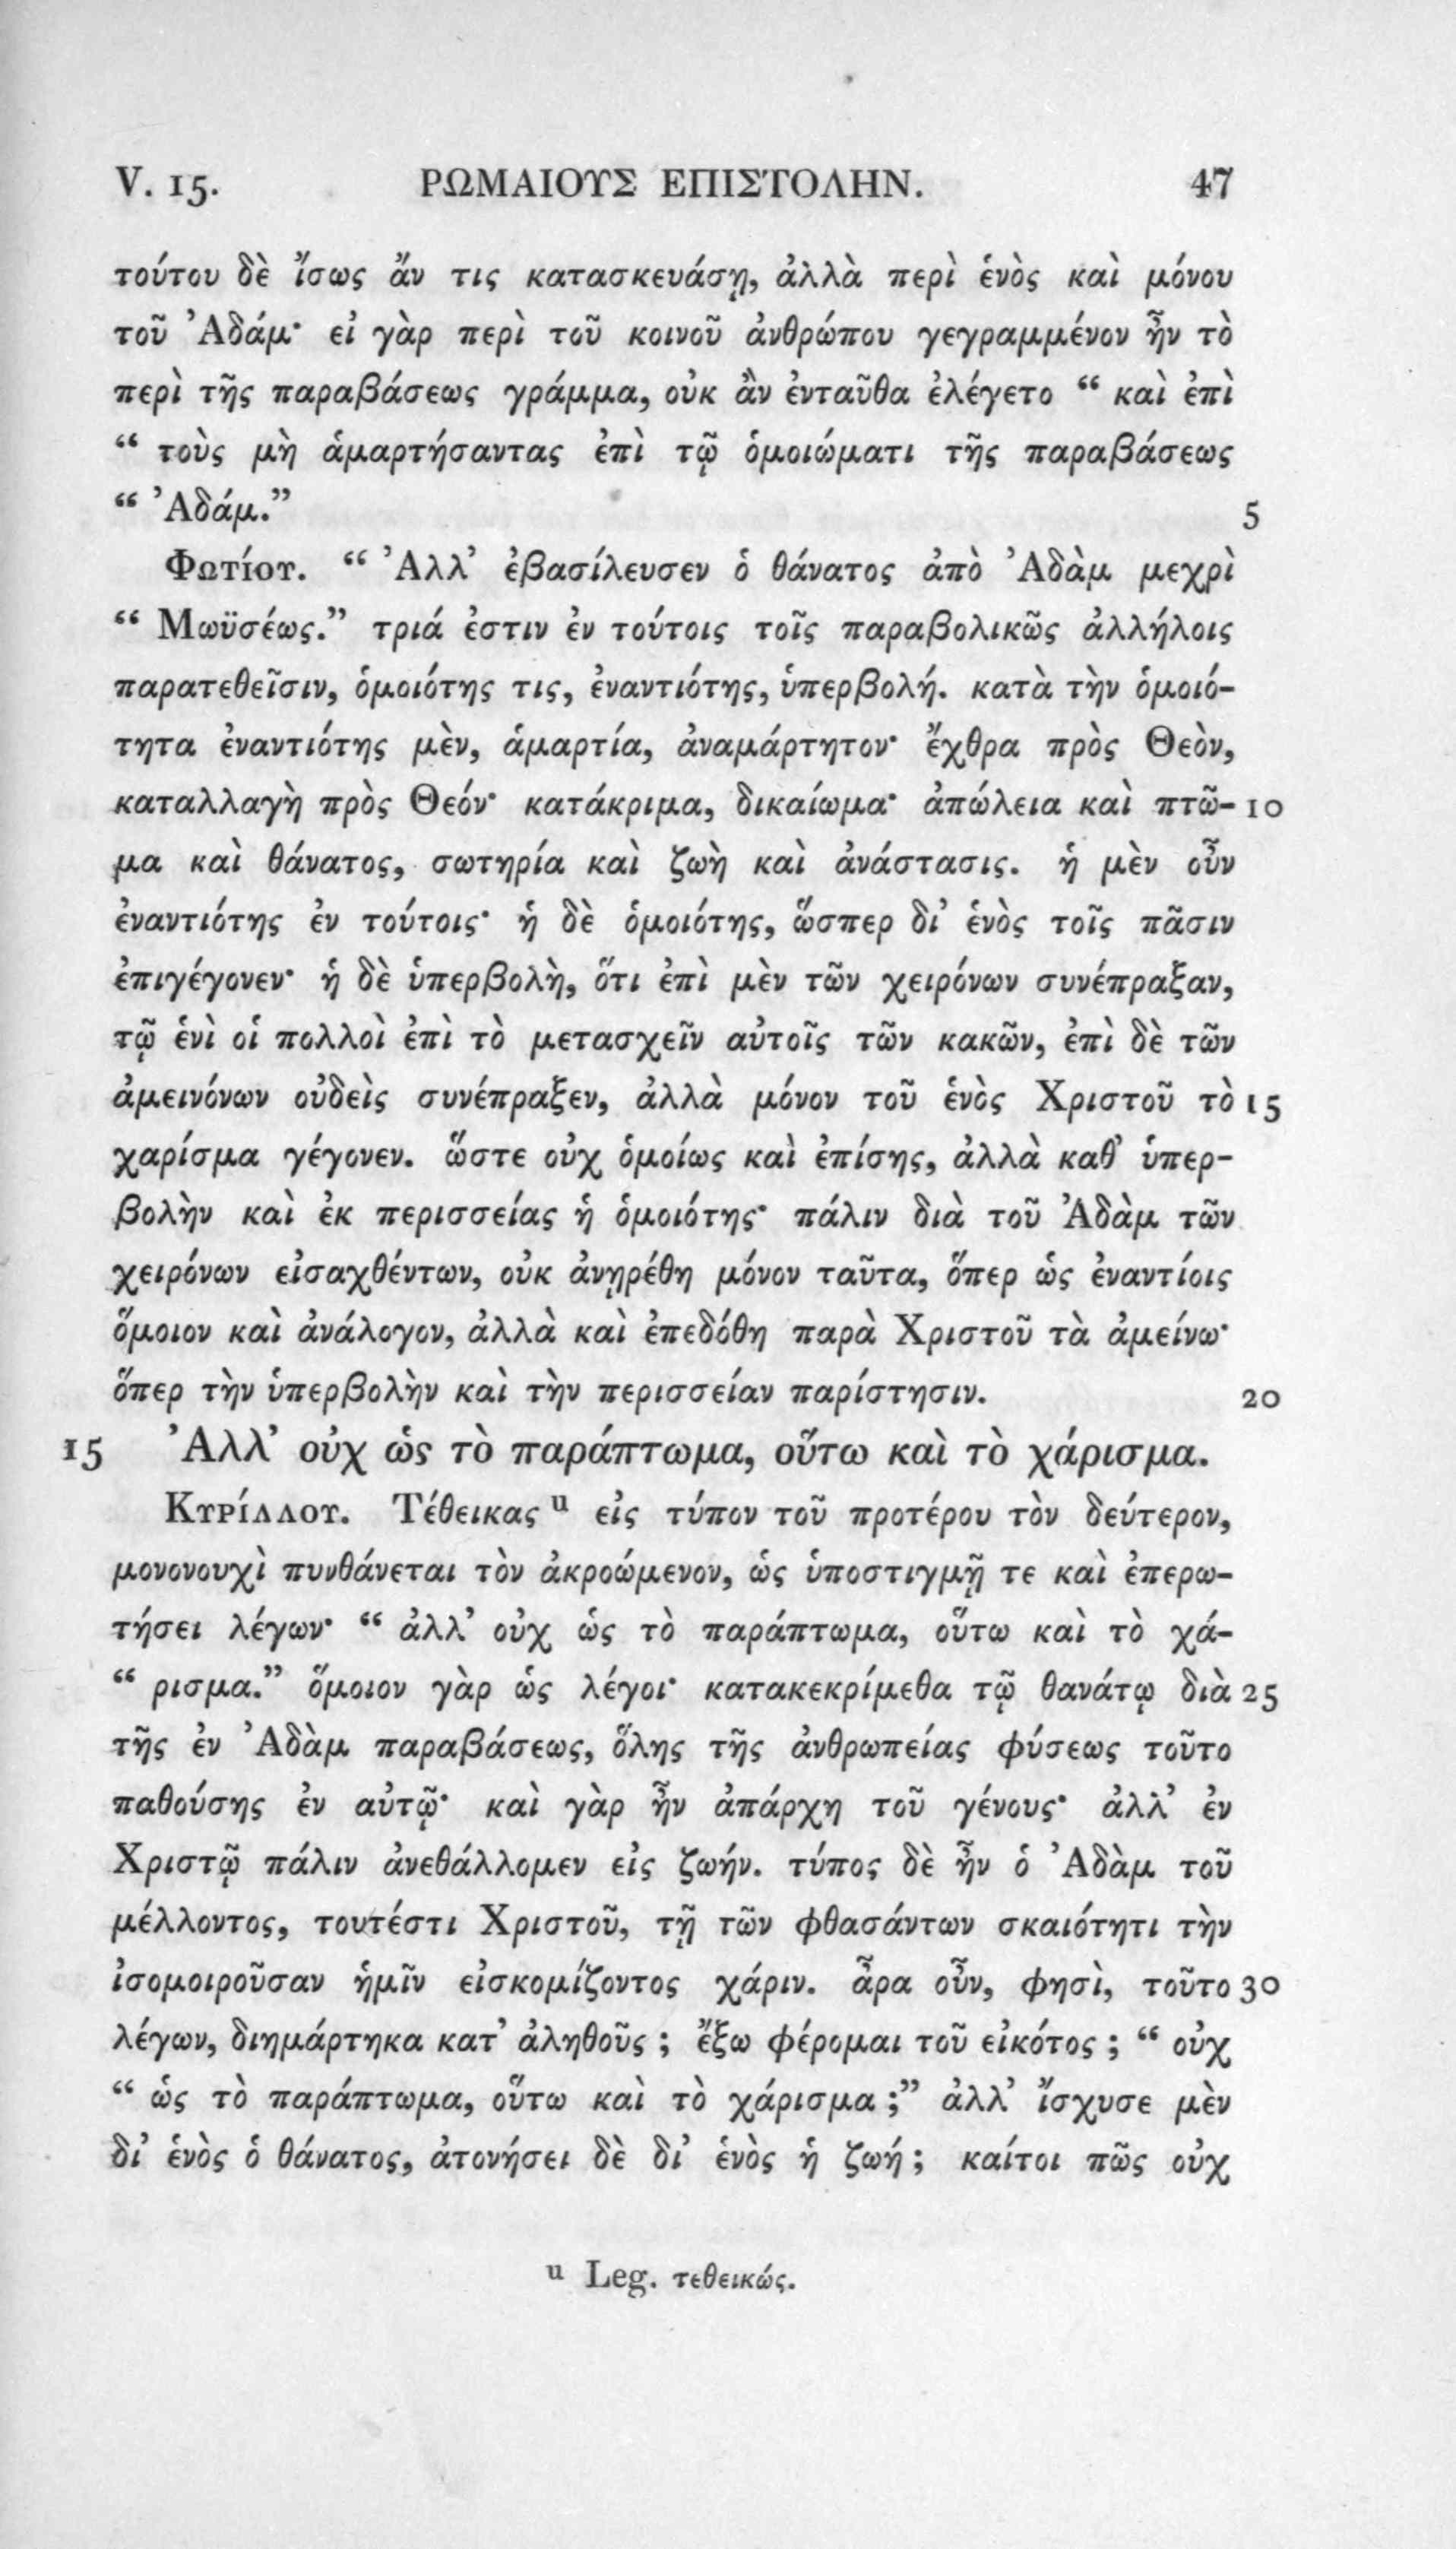 V. 15. ΡΩΜΑΙΟΥΣ ΕΠΙΣΤΟΛΗΝ. 47
τούτου δὲ ἴσως ἄν τις κατασκευάσῃ, ἀλλὰ περὶ ἑνὸς καὶ μόνου
τοῦ Ἀδάμ· εἰ γὰρ περὶ τοῦ κοινοῦ ἀνθρώπου γεγραμμένον ἦν τὸ
περὶ τῆς παραβάσεως γράμμα, οὐκ ἂν ἐνταῦθα ἐλέγετο “ καὶ ἐπὶ
“ τοὺς μὴ ἁμαρτήσαντας ἐπὶ τῷ ὁμοιώματι τῆς παραβάσεως
“ Ἀδάμ.” 5
Φωτίου. “ Ἀλλ’ ἐβασίλευσεν ὁ θάνατος ἀπὸ Ἀδὰμ μεχρὶ
“ Μωϋσέως.” τριά ἐστιν ἐν τούτοις τοῖς παραβολικῶς ἀλλήλοις
παρατεθεῖσιν, ὁμοιότης τις, ἐναντιότης, ὑπερβολή. κατὰ τὴν ὁμοιό-
τητα ἐναντιότης μὲν, ἁμαρτία, ἀναμάρτητον· ἔχθρα πρὸς Θεὸν,
καταλλαγὴ πρὸς Θεόν· κατάκριμα, δικαίωμα· ἀπώλεια καὶ πτῶ- 10
μα καὶ θάνατος, σωτηρία καὶ ζωὴ καὶ ἀνάστασις. ἡ μὲν οὖν
ἐναντιότης ἐν τούτοις· ἡ δὲ ὁμοιότης, ὥσπερ δι’ ἑνὸς τοῖς πᾶσιν
ἐπιγέγονεν· ἡ δὲ ὑπερβολὴ, ὅτι ἐπὶ μὲν τῶν χειρόνων συνέπραξαν,
τῷ ἑνὶ οἱ πολλοὶ ἐπὶ τὸ μετασχεῖν αὐτοῖς τῶν κακῶν, ἐπὶ δὲ τῶν
ἀμεινόνων οὐδεὶς συνέπραξεν, ἀλλὰ μόνον τοῦ ἑνὸς Χριστοῦ τὸ 15
χαρίσμα γέγονεν. ὥστε οὐχ ὁμοίως καὶ ἐπίσης, ἀλλὰ καθ’ ὑπερ-
βολὴν καὶ ἐκ περισσείας ἡ ὁμοιότης· πάλιν διὰ τοῦ Ἀδὰμ τῶν
χειρόνων εἰσαχθέντων, οὐκ ἀνῃρέθη μόνον ταῦτα, ὅπερ ὡς ἐναντίοις
ὅμοιον καὶ ἀνάλογον, ἀλλὰ καὶ ἐπεδόθη παρὰ Χριστοῦ τὰ ἀμείνω·
ὅπερ τὴν ὑπερβολὴν καὶ τὴν περισσείαν παρίστησιν. 20
15 Ἀλλ’ οὐχ ὡς τὸ παράπτωμα, οὕτω καὶ τὸ χάρισμα.
Κυρίλλου. Τέθεικας u εἰς τύπον τοῦ προτέρου τὸν δεύτερον,
μονονουχὶ πυνθάνεται τὸν ἀκροώμενον, ὡς ὑποστιγμῇ τε καὶ ἐπερω-
τήσει λέγων· “ ἀλλ’ οὐχ ὡς τὸ παράπτωμα, οὕτω καὶ τὸ χά-
“ ρισμα.” ὅμοιον γὰρ ὡς λέγοι· κατακεκρίμεθα τῷ θανάτῳ διὰ 25
τῆς ἐν Ἀδὰμ παραβάσεως, ὅλης τῆς ἀνθρωπείας φύσεως τοῦτο
παθούσης ἐν αὐτῷ· καὶ γὰρ ἦν ἀπάρχη τοῦ γένους· ἀλλ’ ἐν
Χριστῷ πάλιν ἀνεθάλλομεν εἰς ζωήν. τύπος δὲ ἦν ὁ Ἀδὰμ τοῦ
μέλλοντος, τουτέστι Χριστοῦ, τῇ τῶν φθασάντων σκαιότητι τὴν
ἰσομοιροῦσαν ἡμῖν εἰσκομίζοντος χάριν. ἆρα οὖν, φησὶ, τοῦτο 30
λέγων, διημάρτηκα κατ’ ἀληθοῦς ; ἔξω φέρομαι τοῦ εἰκότος ; “ οὐχ
“ ὡς τὸ παράπτωμα, οὕτω καὶ τὸ χάρισμα ;” ἀλλ’ ἴσχυσε μὲν
δι’ ἑνὸς ὁ θάνατος, ἀτονήσει δὲ δι’ ἑνὸς ἡ ζωή ; καίτοι πῶς οὐχ
u Leg. τεθεικώς.